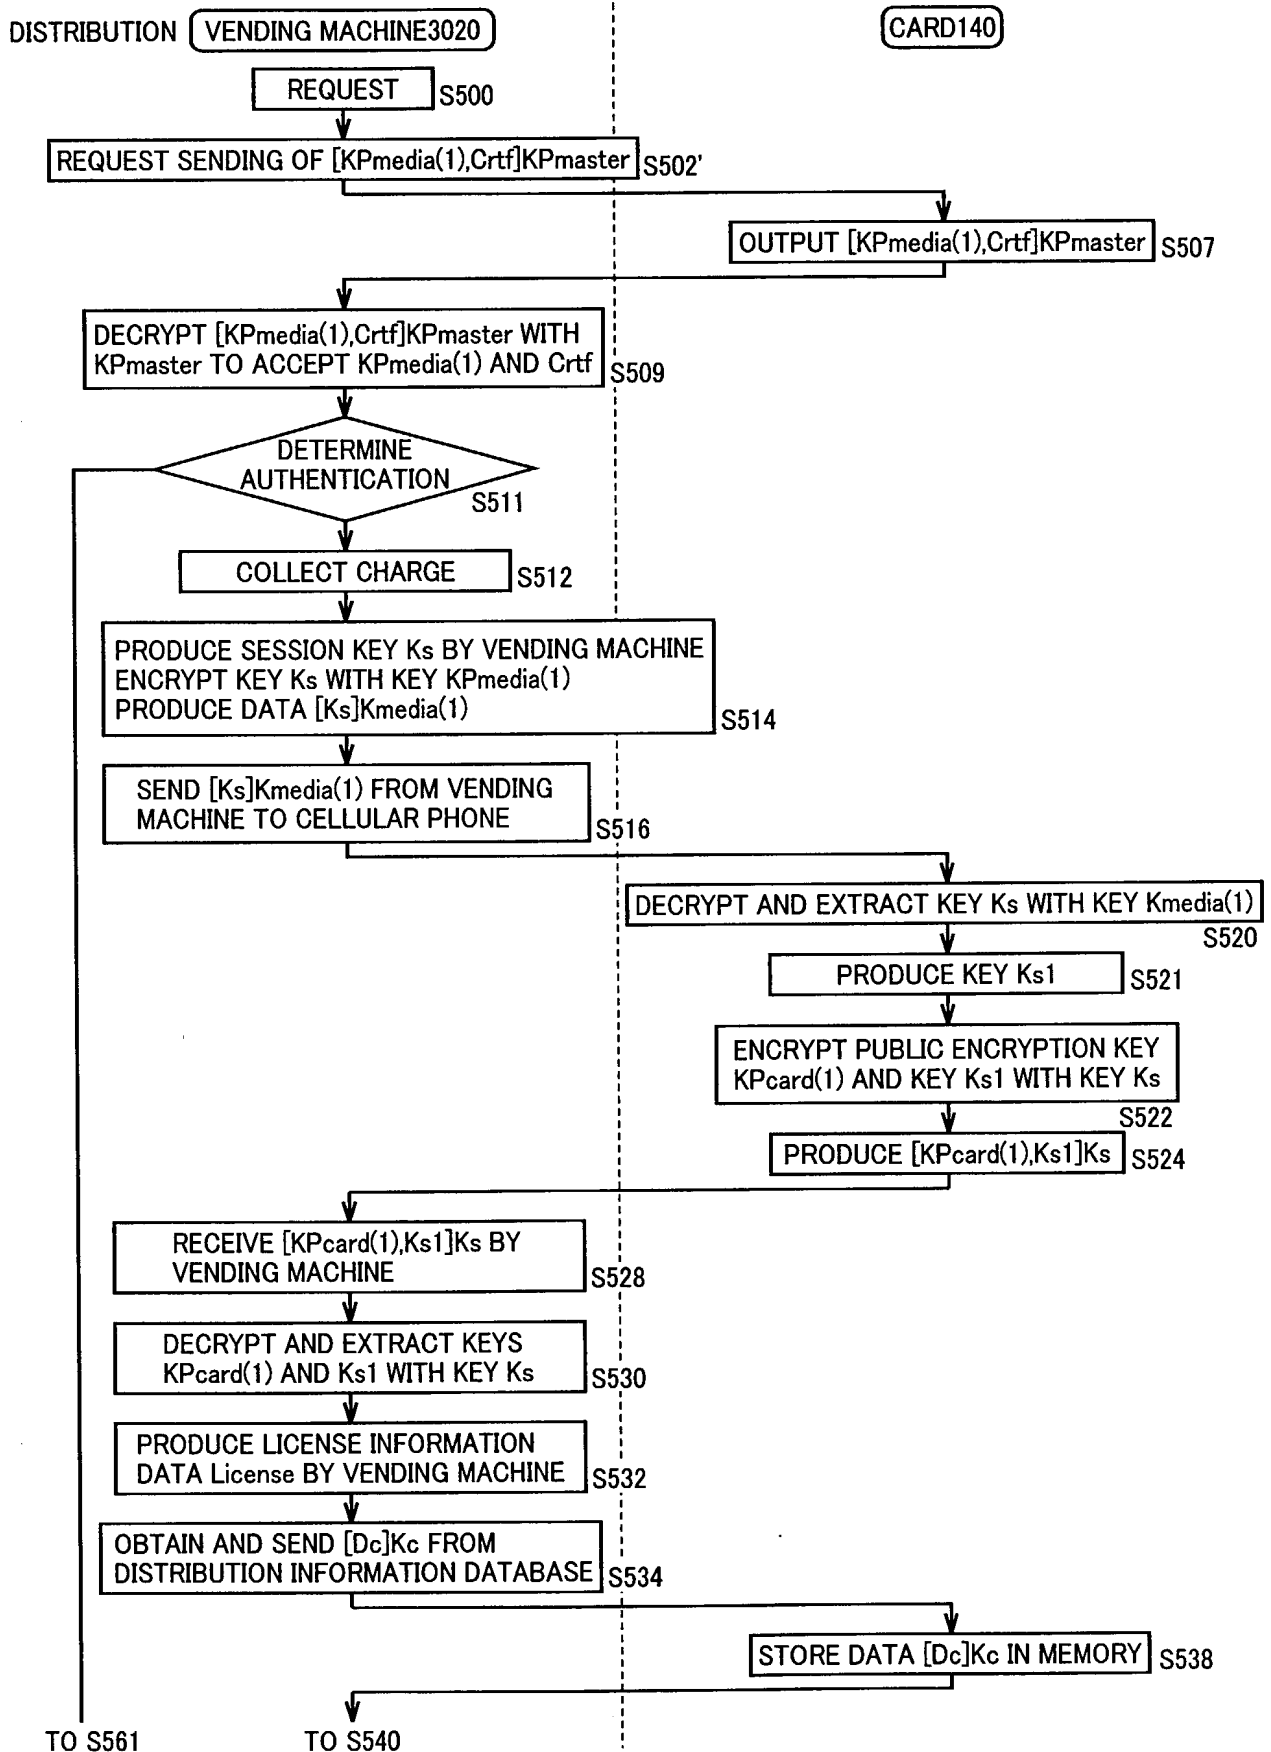 DISTRIBUTION
VENDING MACHINE3020
CARD140
REQUEST
S500
REQUEST SENDING OF [KPmedia(1),Crtf]KPmaster
S502'
OUTPUT [KPmedia(1),Crtf]KPmaster
S507
DECRYPT [KPmedia(1),Crtf]KPmaster WITH
KPmaster TO ACCEPT KPmedia(1) AND Crtf
S509
DETERMINE
AUTHENTICATION
S511
COLLECT CHARGE
S512
PRODUCE SESSION KEY Ks BY VENDING MACHINE
ENCRYPT KEY Ks WITH KEY KPmedia(1)
PRODUCE DATA [Ks]Kmedia(1)
S514
SEND [Ks]Kmedia(1) FROM VENDING
MACHINE TO CELLULAR PHONE
S516
DECRYPT AND EXTRACT KEY Ks WITH KEY Kmedia(1)
S520
PRODUCE KEY Ks1
S521
ENCRYPT PUBLIC ENCRYPTION KEY
KPcard(1) AND KEY Ks1 WITH KEY Ks
S522
PRODUCE [KPcard(1),Ks1]Ks
S524
RECEIVE [KPcard(1),Ks1]Ks BY
VENDING MACHINE
S528
DECRYPT AND EXTRACT KEYS
KPcard(1) AND Ks1 WITH KEY Ks
S530
PRODUCE LICENSE INFORMATION
DATA License BY VENDING MACHINE
S532
OBTAIN AND SEND [Dc]Kc FROM
DISTRIBUTION INFORMATION DATABASE
S534
STORE DATA [Dc]Kc IN MEMORY
S538
TO S561
TO S540